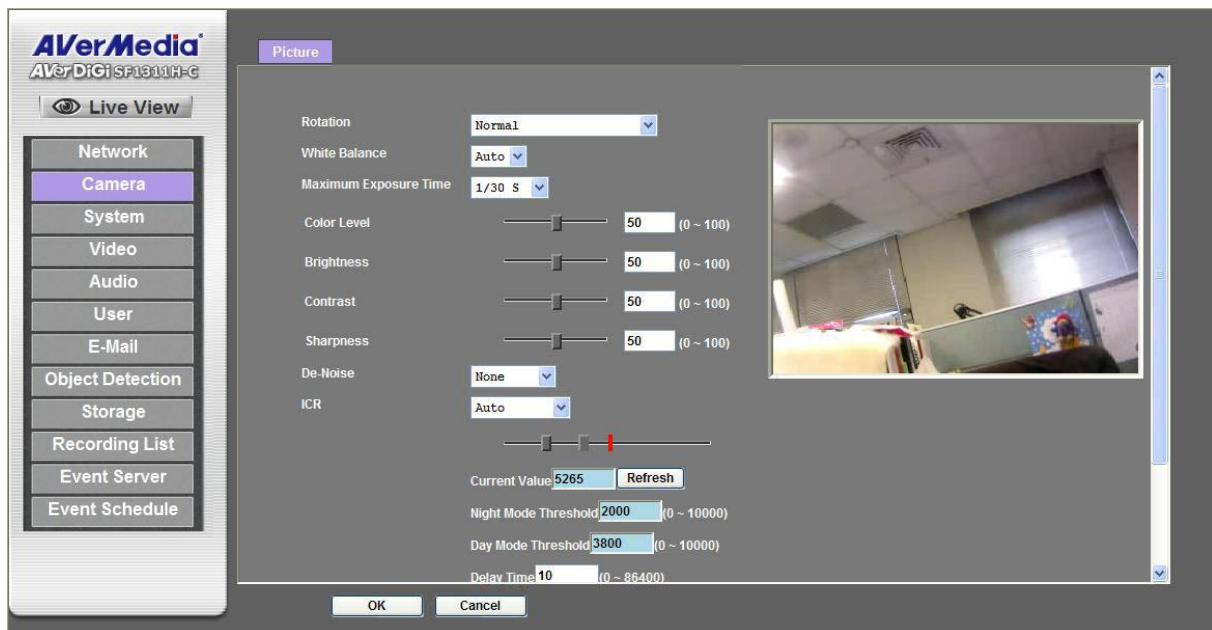 AVerMedia
AVerDiGi SF1311H-C
Live View
Network
Camera
System
Video
Audio
User
E-Mail
Object Detection
Storage
Recording List
Event Server
Event Schedule
Picture
Rotation Normal
White Balance Auto
Maximum Exposure Time 1/30 S
Color Level 50 (0 ~ 100)
Brightness 50 (0 ~ 100)
Contrast 50 (0 ~ 100)
Sharpness 50 (0 ~ 100)
De-Noise None
ICR Auto
Current Value 5265 Refresh
Night Mode Threshold 2000 (0 ~ 10000)
Day Mode Threshold 3800 (0 ~ 10000)
Delay Time 10 (0 ~ 86400)
OK Cancel